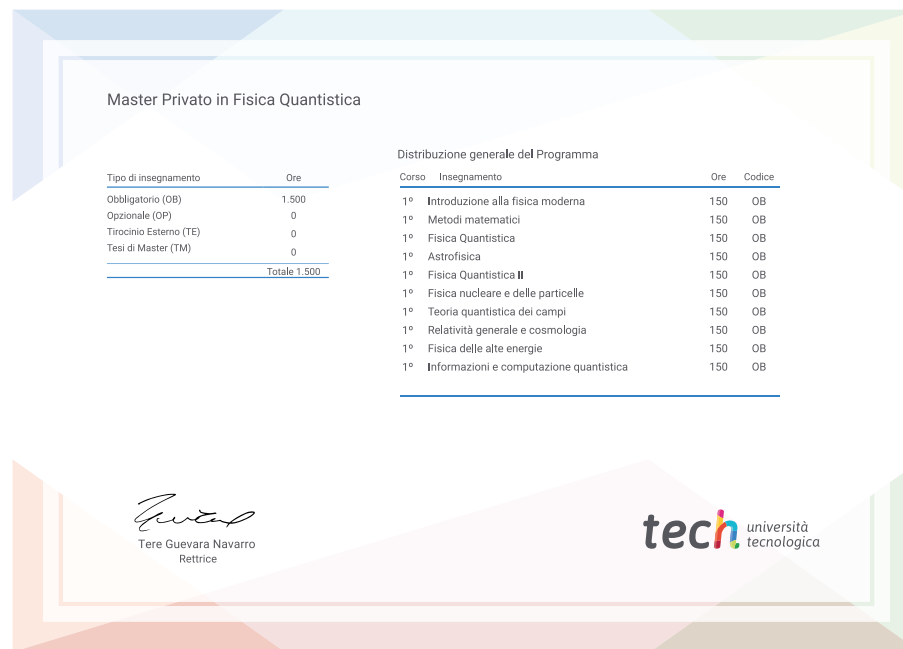 Master Privato in Fisica Quantistica
Tipo di insegnamento Ore
Obbligatorio (OB) 1.500
Opzionale (OP) 0
Tirocinio Esterno (TE) 0
Tesi di Master (TM) 0
Totale 1.500
Distribuzione generale del Programma
Corso Insegnamento Ore Codice
1º Introduzione alla fisica moderna 150 OB
1º Metodi matematici 150 OB
1º Fisica Quantistica 150 OB
1º Astrofisica 150 OB
1º Fisica Quantistica II 150 OB
1º Fisica nucleare e delle particelle 150 OB
1º Teoria quantistica dei campi 150 OB
1º Relatività generale e cosmologia 150 OB
1º Fisica delle alte energie 150 OB
1º Informazioni e computazione quantistica 150 OB
Tere Guevara Navarro
Rettrice
tech università
tecnologica